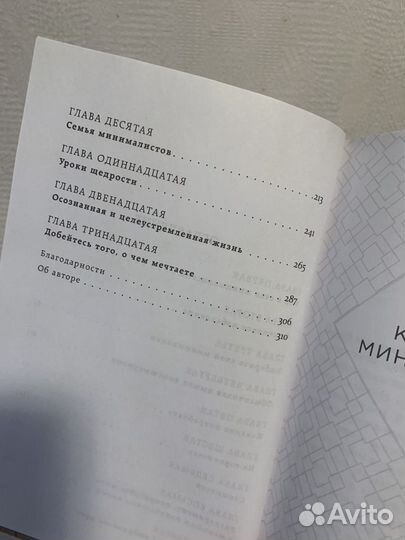 ГЛАВА ДЕСЯТАЯ
Семья минималистов. . . . . . . . . . . . . . . . . 213
ГЛАВА ОДИННАДЦАТАЯ
Уроки щедрости . . . . . . . . . . . . . . . . . . . 241
ГЛАВА ДВЕНАДЦАТАЯ
Осознанная и целеустремленная жизнь . . . . . . . 265
ГЛАВА ТРИНАДЦАТАЯ
Добейтесь того, о чем мечтаете . . . . . . . . . . . 287
Благодарности . . . . . . . . . . . . . . . . . . . . 306
Об авторе . . . . . . . . . . . . . . . . . . . . . . 310
К
МИН
Avito